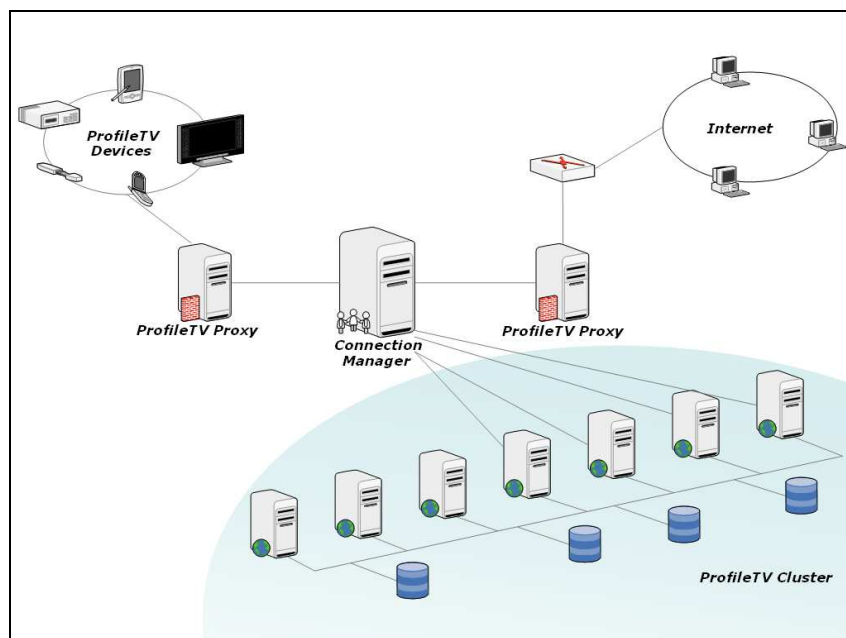 ProfileTV
Devices
Internet
ProfileTV Proxy
Connection
Manager
ProfileTV Proxy
ProfileTV Cluster